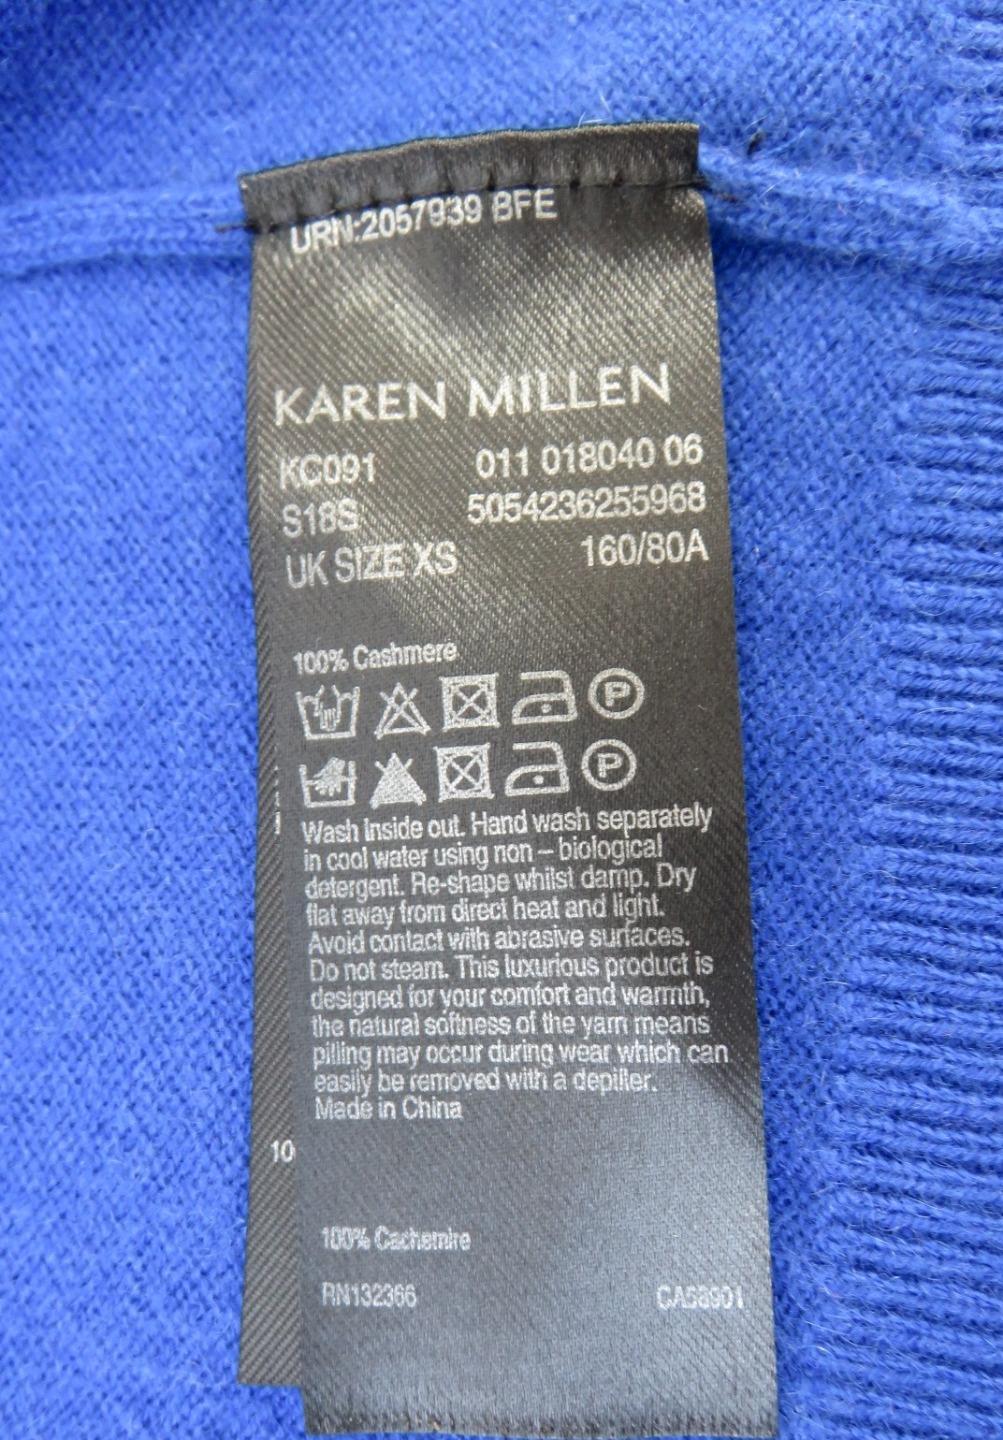 URN:2057939 BFE
KAREN MILLEN
KC091 011 018040 06
S18S 5054236255968
UK SIZE XS 160/80A
100% Cashmere
P
P
Wash Inside out. Hand wash separately
in cool water using non – biological
detergent. Re-shape whilst damp. Dry
flat away from direct heat and light.
Avoid contact with abrasive surfaces.
Do not steam. This luxurious product is
designed for your comfort and warmth,
the natural softness of the yarn means
pilling may occur during wear which can
easily be removed with a depiller.
Made in China
10
100% Cachemire
RN132366 CA58901